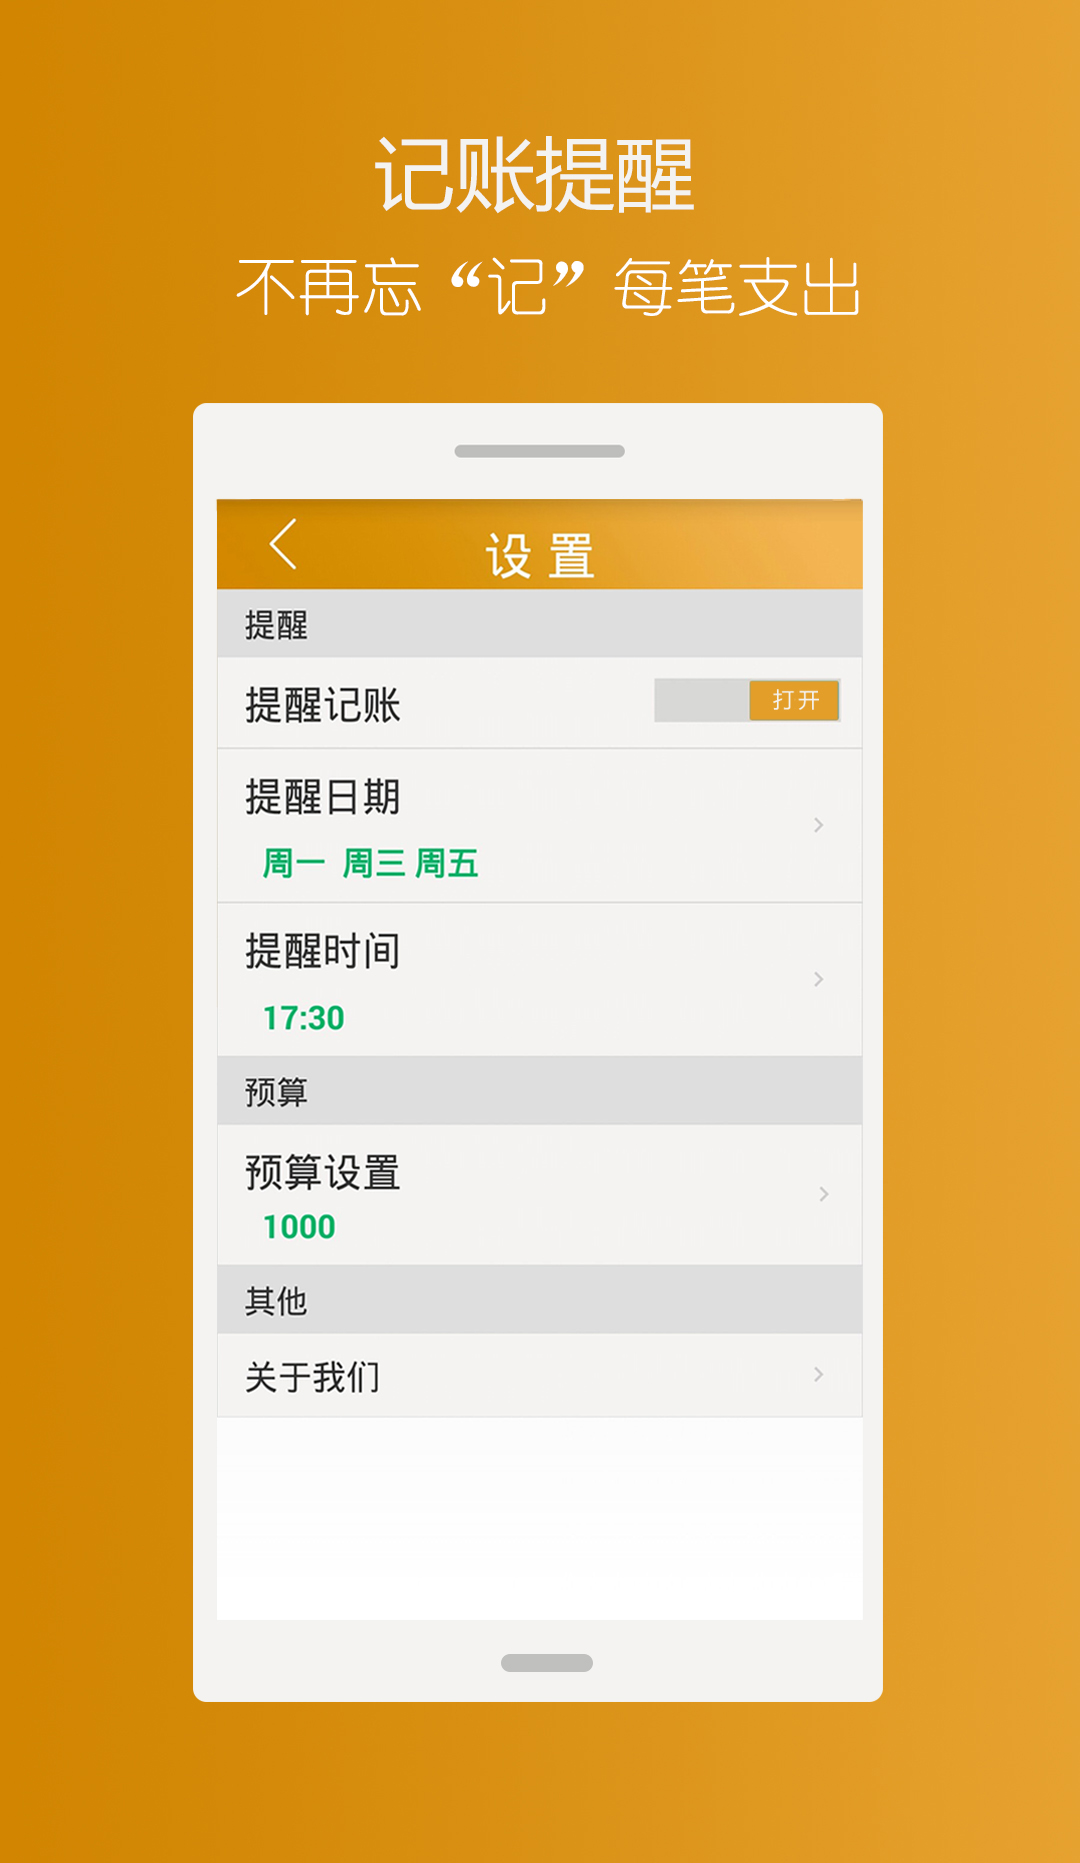 记账提醒
不再忘“记”每笔支出
设置
提醒
提醒记账
打开
提醒日期
周一 周三 周五
提醒时间
17:30
预算
预算设置
1000
其他
关于我们